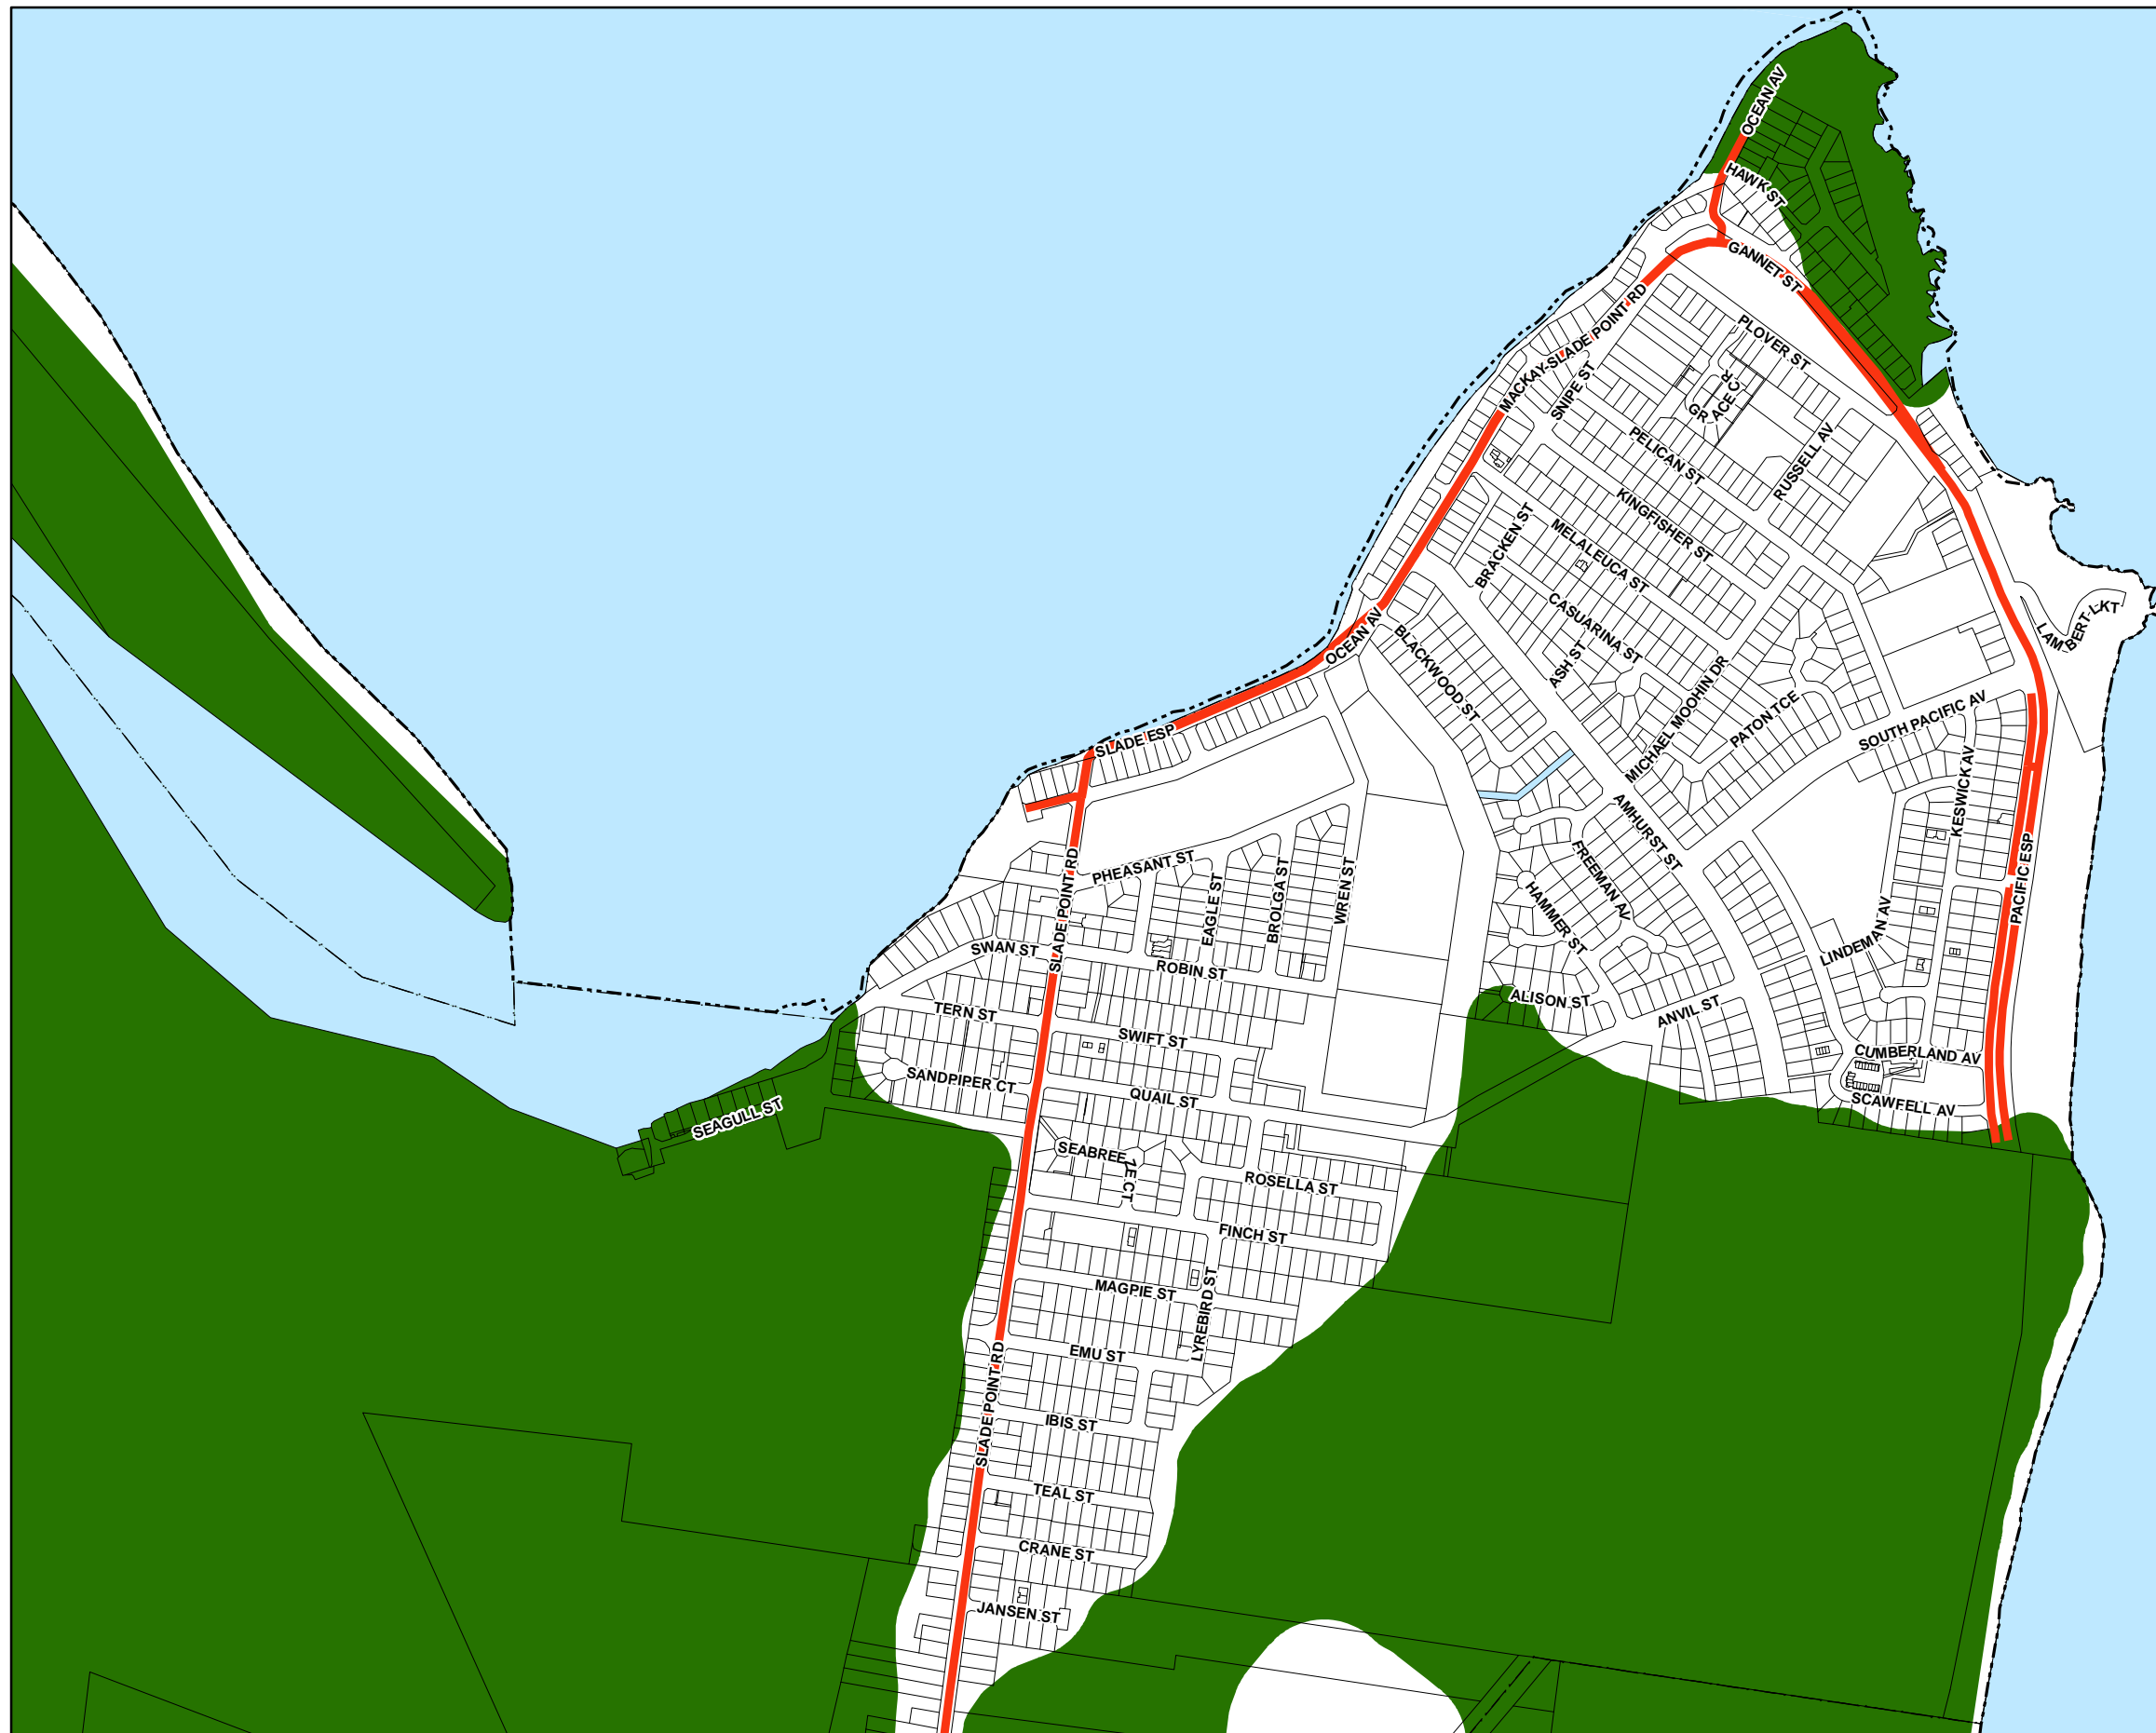 OCEAN AV
HAWK ST
GANNET ST
MACKAY-SLADE POINT RD
PLOVER ST
SNIPE ST
GRACE CR
PELICAN ST
RUSSELL AV
KINGFISHER ST
BRACKEN ST
MELALEUCA ST
CASUARINA ST
LAMBERT LKT
OCEAN AV
BLACKWOOD ST
ASH ST
MICHAEL MOOHIN DR
PATON TCE
SOUTH PACIFIC AV
SLADE ESP
KESWICK AV
AMHURST ST
PHEASANT ST
SLADE POINT RD
EAGLE ST
BROLGA ST
WREN ST
FREEMAN AV
HAMMER ST
PACIFIC ESP
LINDEMAN AV
SWAN ST
ROBIN ST
ALISON ST
ANVIL ST
TERN ST
SWIFT ST
CUMBERLAND AV
SANDPIPER CT
QUAIL ST
SCAWFELL AV
SEAGULL ST
SEABREEZE CT
ROSELLA ST
FINCH ST
MAGPIE ST
LYREBIRD ST
EMU ST
SLADE POINT RD
IBIS ST
TEAL ST
CRANE ST
JANSEN ST